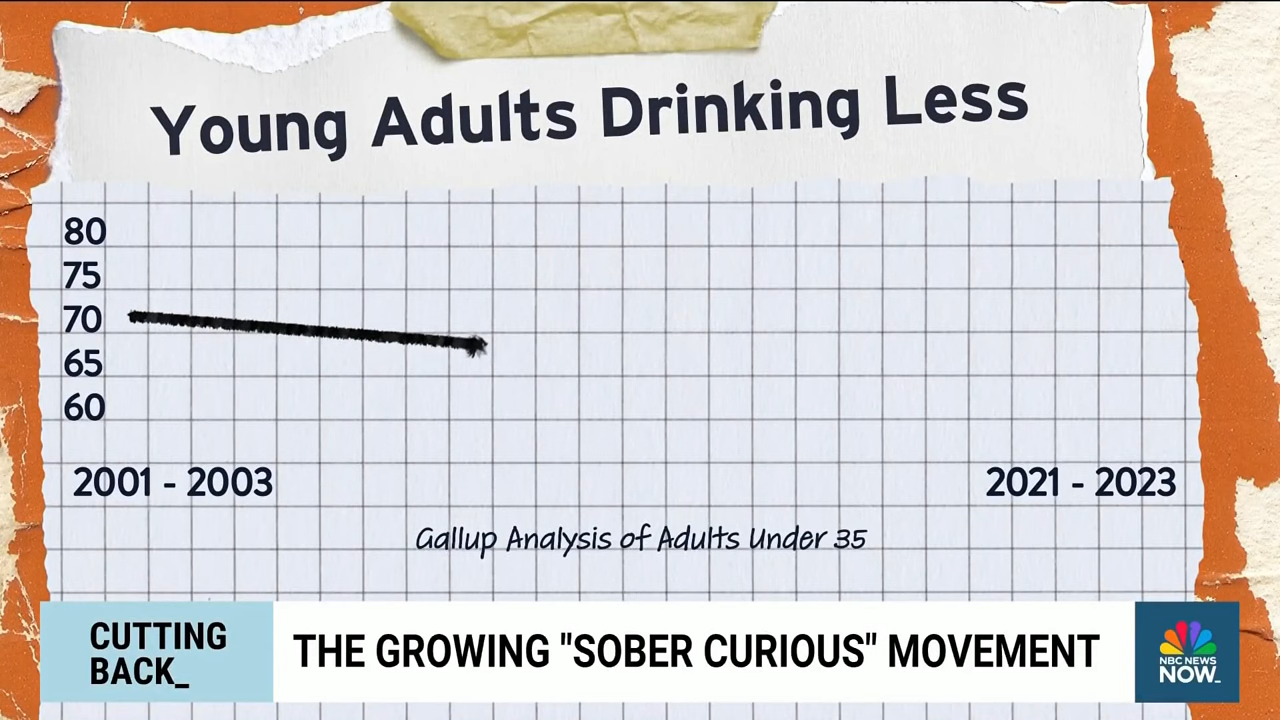 Young Adults Drinking Less
80
75
70
65
60
2001 - 2003
2021 - 2023
Gallup Analysis of Adults Under 35
CUTTING
BACK_
THE GROWING "SOBER CURIOUS" MOVEMENT
NBC NEWS
NOW_